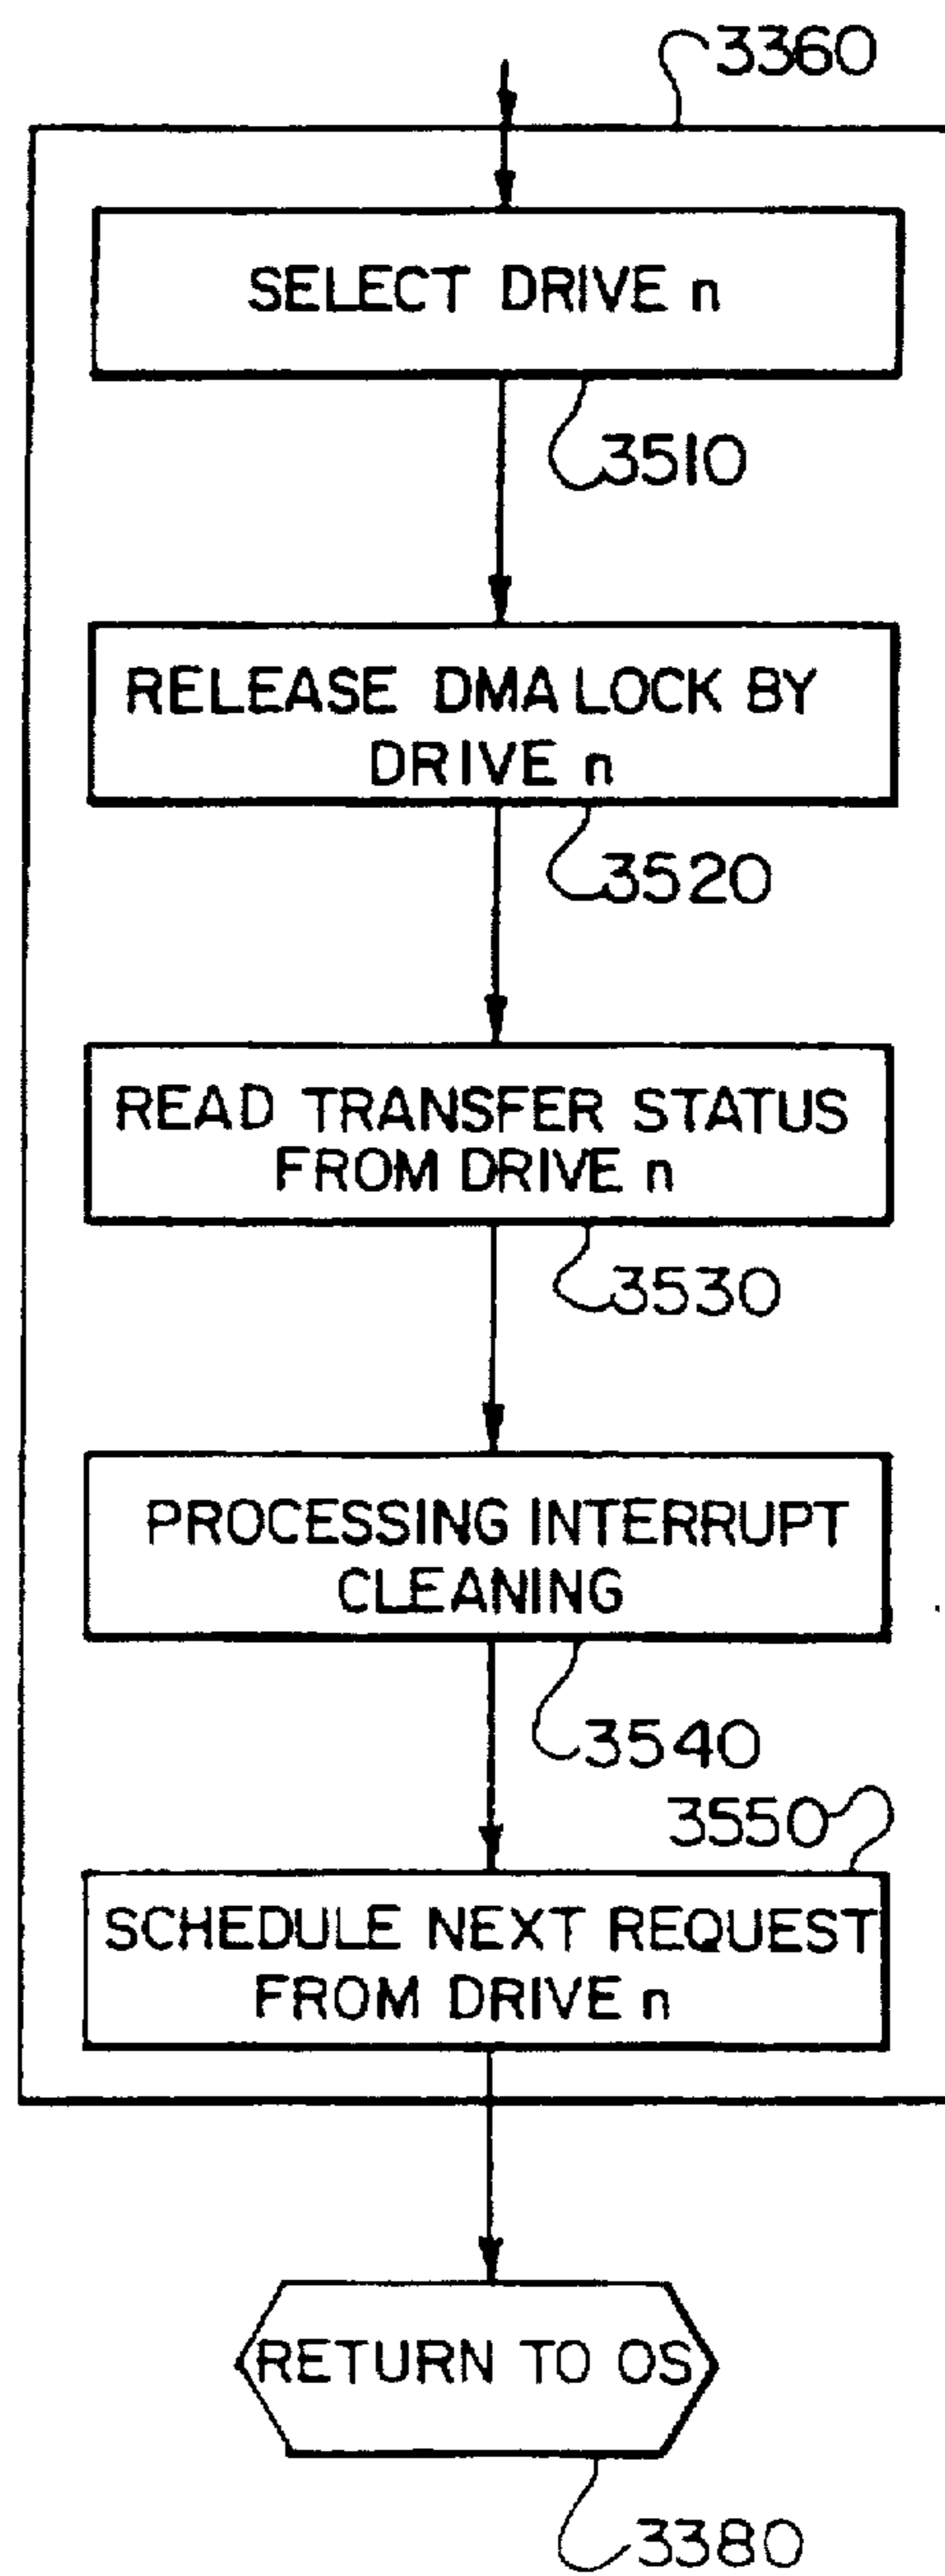 3360
SELECT DRIVE n
3510
RELEASE DMA LOCK BY
DRIVE n
3520
READ TRANSFER STATUS
FROM DRIVE n
3530
PROCESSING INTERRUPT
CLEANING
3540
3550
SCHEDULE NEXT REQUEST
FROM DRIVE n
RETURN TO OS
3380